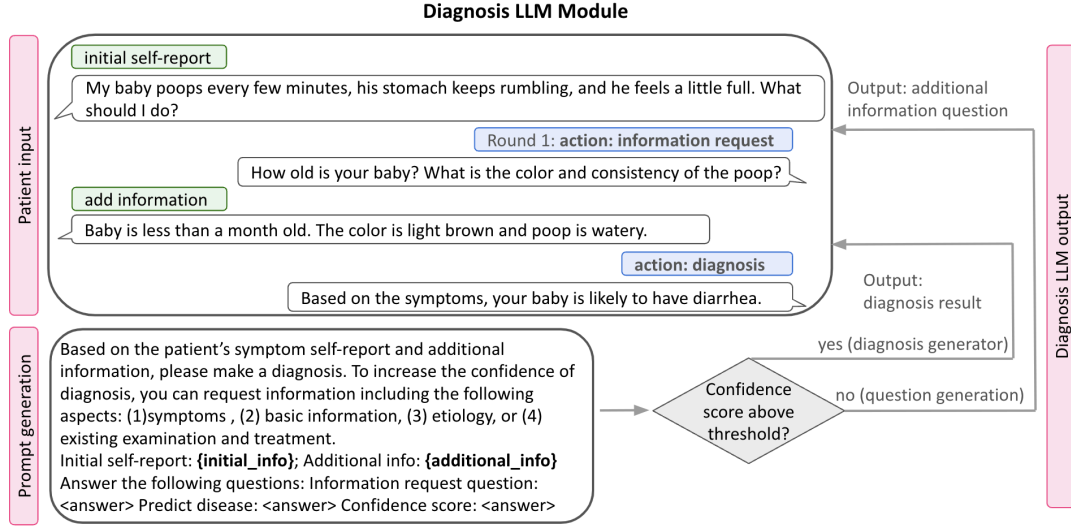 Diagnosis LLM Module
Patient input
initial self-report
My baby poops every few minutes, his stomach keeps rumbling, and he feels a little full. What
should I do?
Round 1: action: information request
How old is your baby? What is the color and consistency of the poop?
add information
Baby is less than a month old. The color is light brown and poop is watery.
action: diagnosis
Based on the symptoms, your baby is likely to have diarrhea.
Output: additional
information question
Output:
diagnosis result
yes (diagnosis generator)
no (question generation)
Confidence
score above
threshold?
Diagnosis LLM output
Prompt generation
Based on the patient’s symptom self-report and additional
information, please make a diagnosis. To increase the confidence of
diagnosis, you can request information including the following
aspects: (1)symptoms , (2) basic information, (3) etiology, or (4)
existing examination and treatment.
Initial self-report: {initial_info}; Additional info: {additional_info}
Answer the following questions: Information request question:
<answer> Predict disease: <answer> Confidence score: <answer>